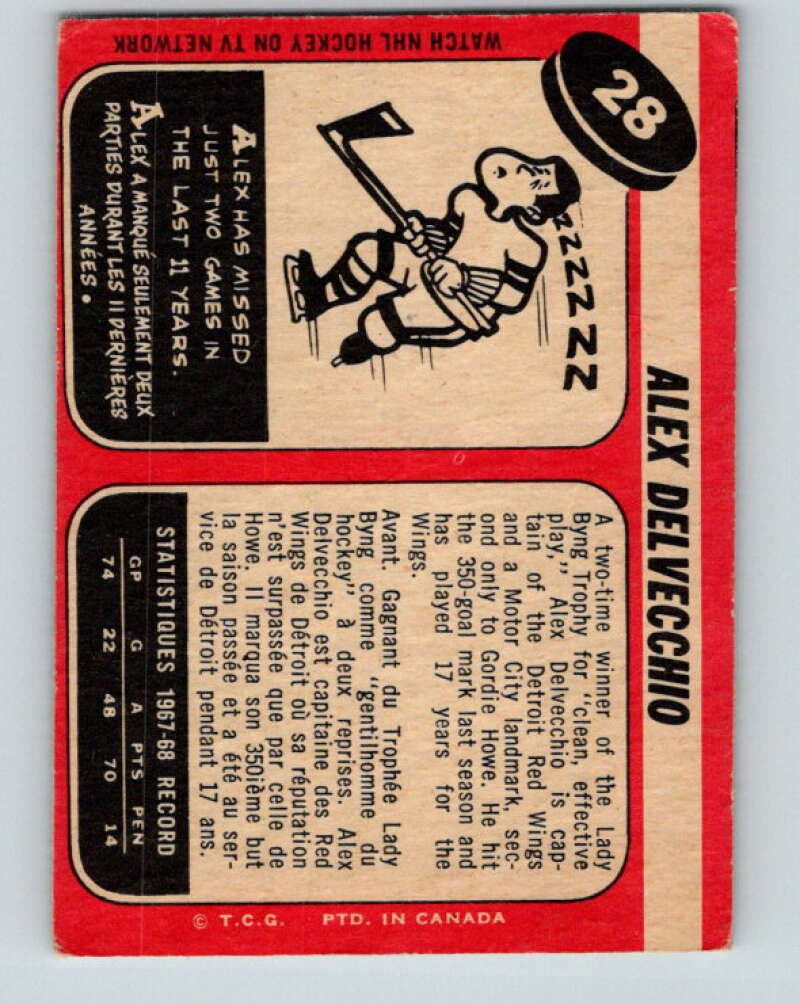 28
ALEX DELVECCHIO
WATCH NHL HOCKEY ON TV NETWORK
ZZZZZZZ
ALEX HAS MISSED
JUST TWO GAMES IN
THE LAST 11 YEARS.
ALEX A MANQUÉ SEULEMENT DEUX
PARTIES DURANT LES 11 DERNIÈRES
ANNÉES.
A two-time winner of the Lady
Byng Trophy for "clean, effective
play," Alex Delvecchio is cap-
tain of the Detroit Red Wings
and a Motor City landmark, sec-
ond only to Gordie Howe. He hit
the 350-goal mark last season and
has played 17 years for the
Wings.
Avant. Gagnant du Trophée Lady
Byng comme "gentilhomme du
hockey" à deux reprises. Alex
Delvecchio est capitaine des Red
Wings de Détroit où sa réputation
n'est surpassée que par celle de
Howe. Il marqua son 350ième but
la saison passée et a été au ser-
vice de Détroit pendant 17 ans.
STATISTIQUES 1967-68 RECORD
GP G A PTS PEN
74 22 48 70 14
© T.C.G. PTD. IN CANADA